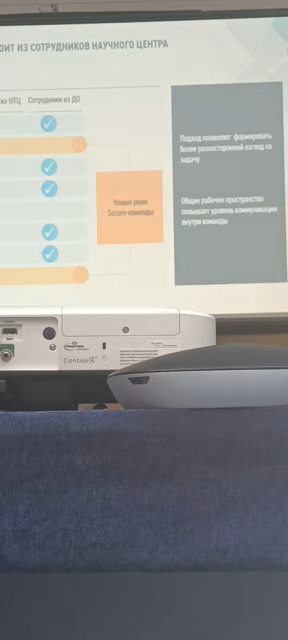 ОИТ ИЗ СОТРУДНИКОВ НАУЧНОГО ЦЕНТРА
из НТЦ Сотрудники из ДО
Новые роли
Scrum-команды
Подход позволяет формировать
более разносторонний взгляд на
задачу
Общее рабочее пространство
повышает уровень коммуникации
внутри команды
Control4